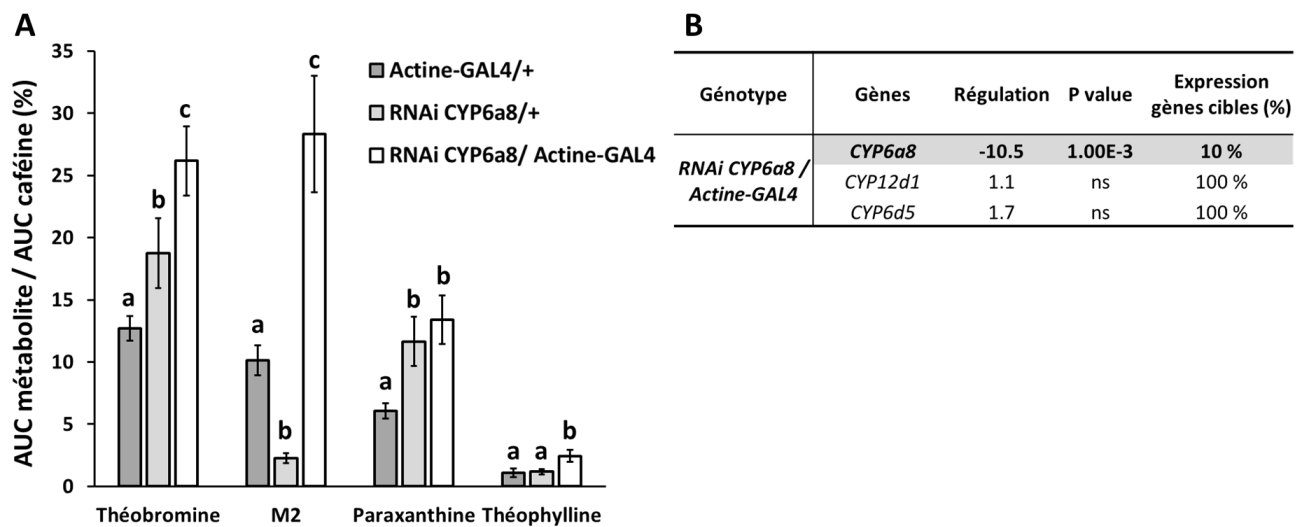 A
AUC métabolite / AUC caféine (%)
35
30
25
20
15
10
5
0
Actine-GAL4/+
RNAi CYP6a8/+
RNAi CYP6a8/ Actine-GAL4
a
b
c
a
b
c
a
b
b
a
a
b
Théobromine
M2
Paraxanthine
Théophylline
B
Génotype
Gènes
Régulation
P value
Expression
gènes cibles (%)
RNAi CYP6a8 /
Actine-GAL4
CYP6a8
-10.5
1.00E-3
10 %
CYP12d1
1.1
ns
100 %
CYP6d5
1.7
ns
100 %